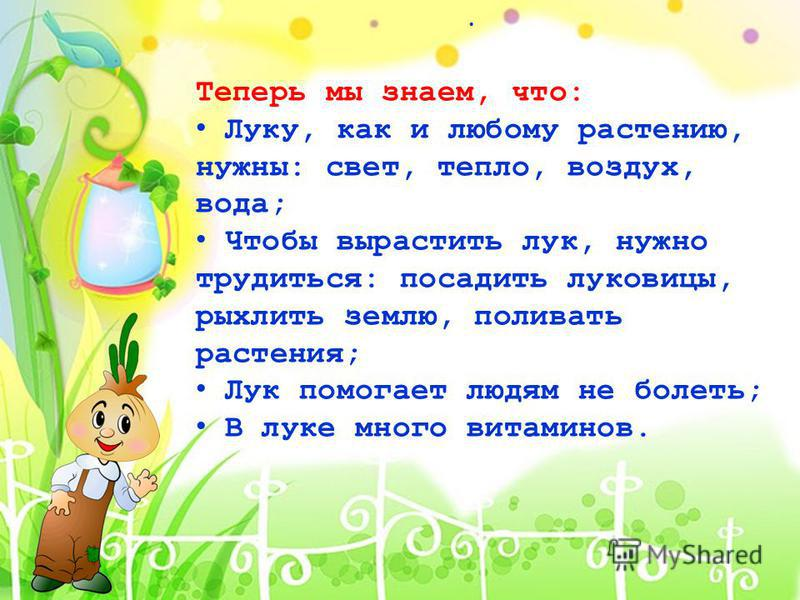 .
Теперь мы знаем, что:
• Луку, как и любому растению,
нужны: свет, тепло, воздух,
вода;
• Чтобы вырастить лук, нужно
трудиться: посадить луковицы,
рыхлить землю, поливать
растения;
• Лук помогает людям не болеть;
• В луке много витаминов.
MyShared